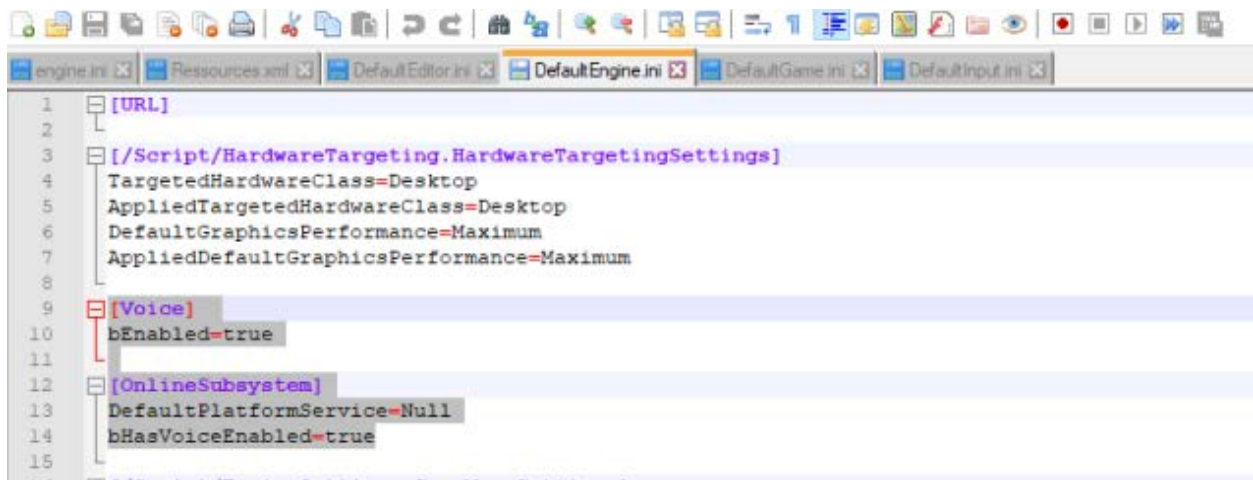 engine.ini Ressources.xml DefaultEditor.ini DefaultEngine.ini DefaultGame.ini DefaultInput.ini
1 [URL]
2
3 [/Script/HardwareTargeting.HardwareTargetingSettings]
4 TargetedHardwareClass=Desktop
5 AppliedTargetedHardwareClass=Desktop
6 DefaultGraphicsPerformance=Maximum
7 AppliedDefaultGraphicsPerformance=Maximum
8
9 [Voice]
10 bEnabled=true
11
12 [OnlineSubsystem]
13 DefaultPlatformService=Null
14 bHasVoiceEnabled=true
15